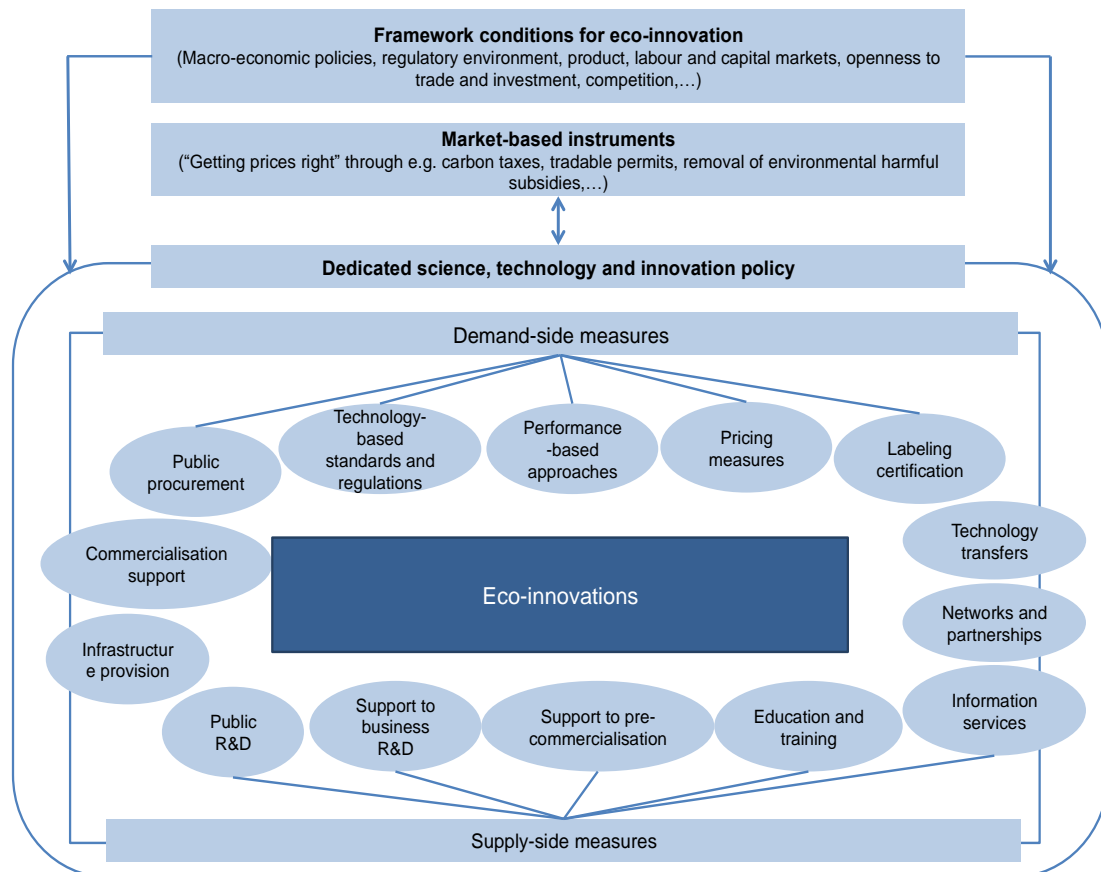 Framework conditions for eco-innovation
(Macro-economic policies, regulatory environment, product, labour and capital markets, openness to
trade and investment, competition,…)
Market-based instruments
(“Getting prices right” through e.g. carbon taxes, tradable permits, removal of environmental harmful
subsidies,…)
Dedicated science, technology and innovation policy
Demand-side measures
Public
procurement
Technology-
based
standards and
regulations
Performance
-based
approaches
Pricing
measures
Labeling
certification
Commercialisation
support
Technology
transfers
Eco-innovations
Infrastructur
e provision
Networks and
partnerships
Public
R&D
Support to
business
R&D
Support to pre-
commercialisation
Education and
training
Information
services
Supply-side measures